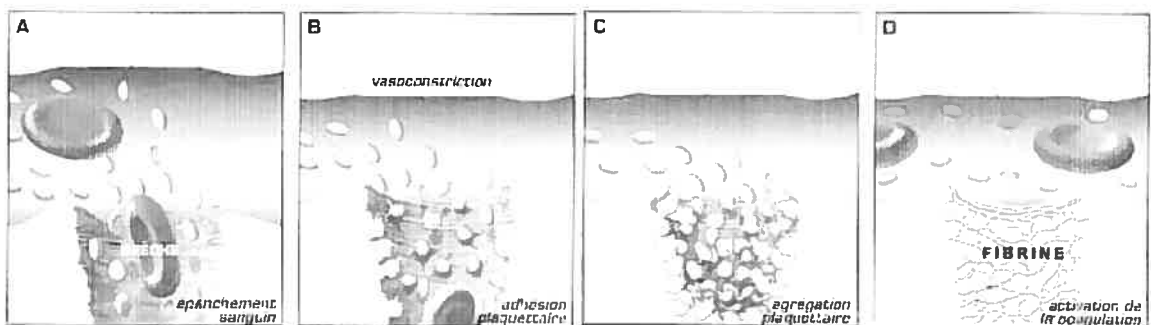 A
BRÈCHE
épanchement
sanguin
B
vasoconstriction
adhésion
plaquettaire
C
agrégation
plaquettaire
D
FIBRINE
activation de
la coagulation